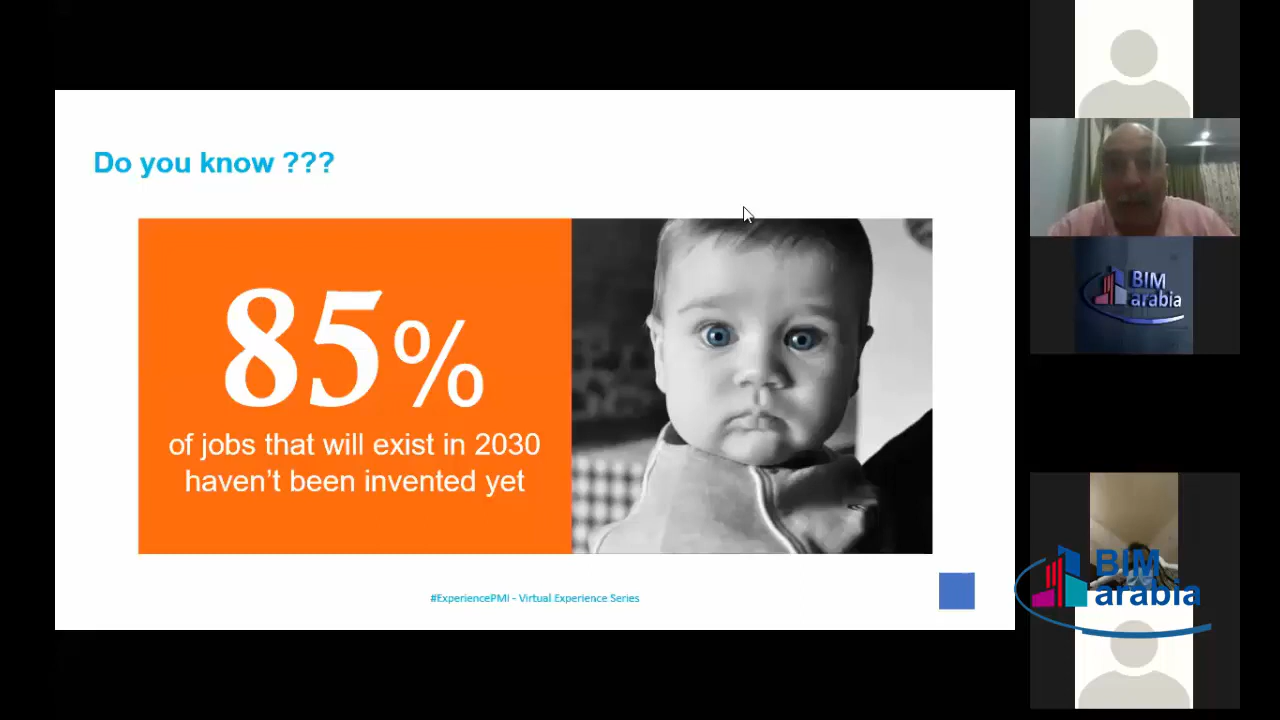 Do you know ???
85%
of jobs that will exist in 2030
haven't been invented yet
#ExperiencePMI - Virtual Experience Series
BIM
arabia
BIM
arabia